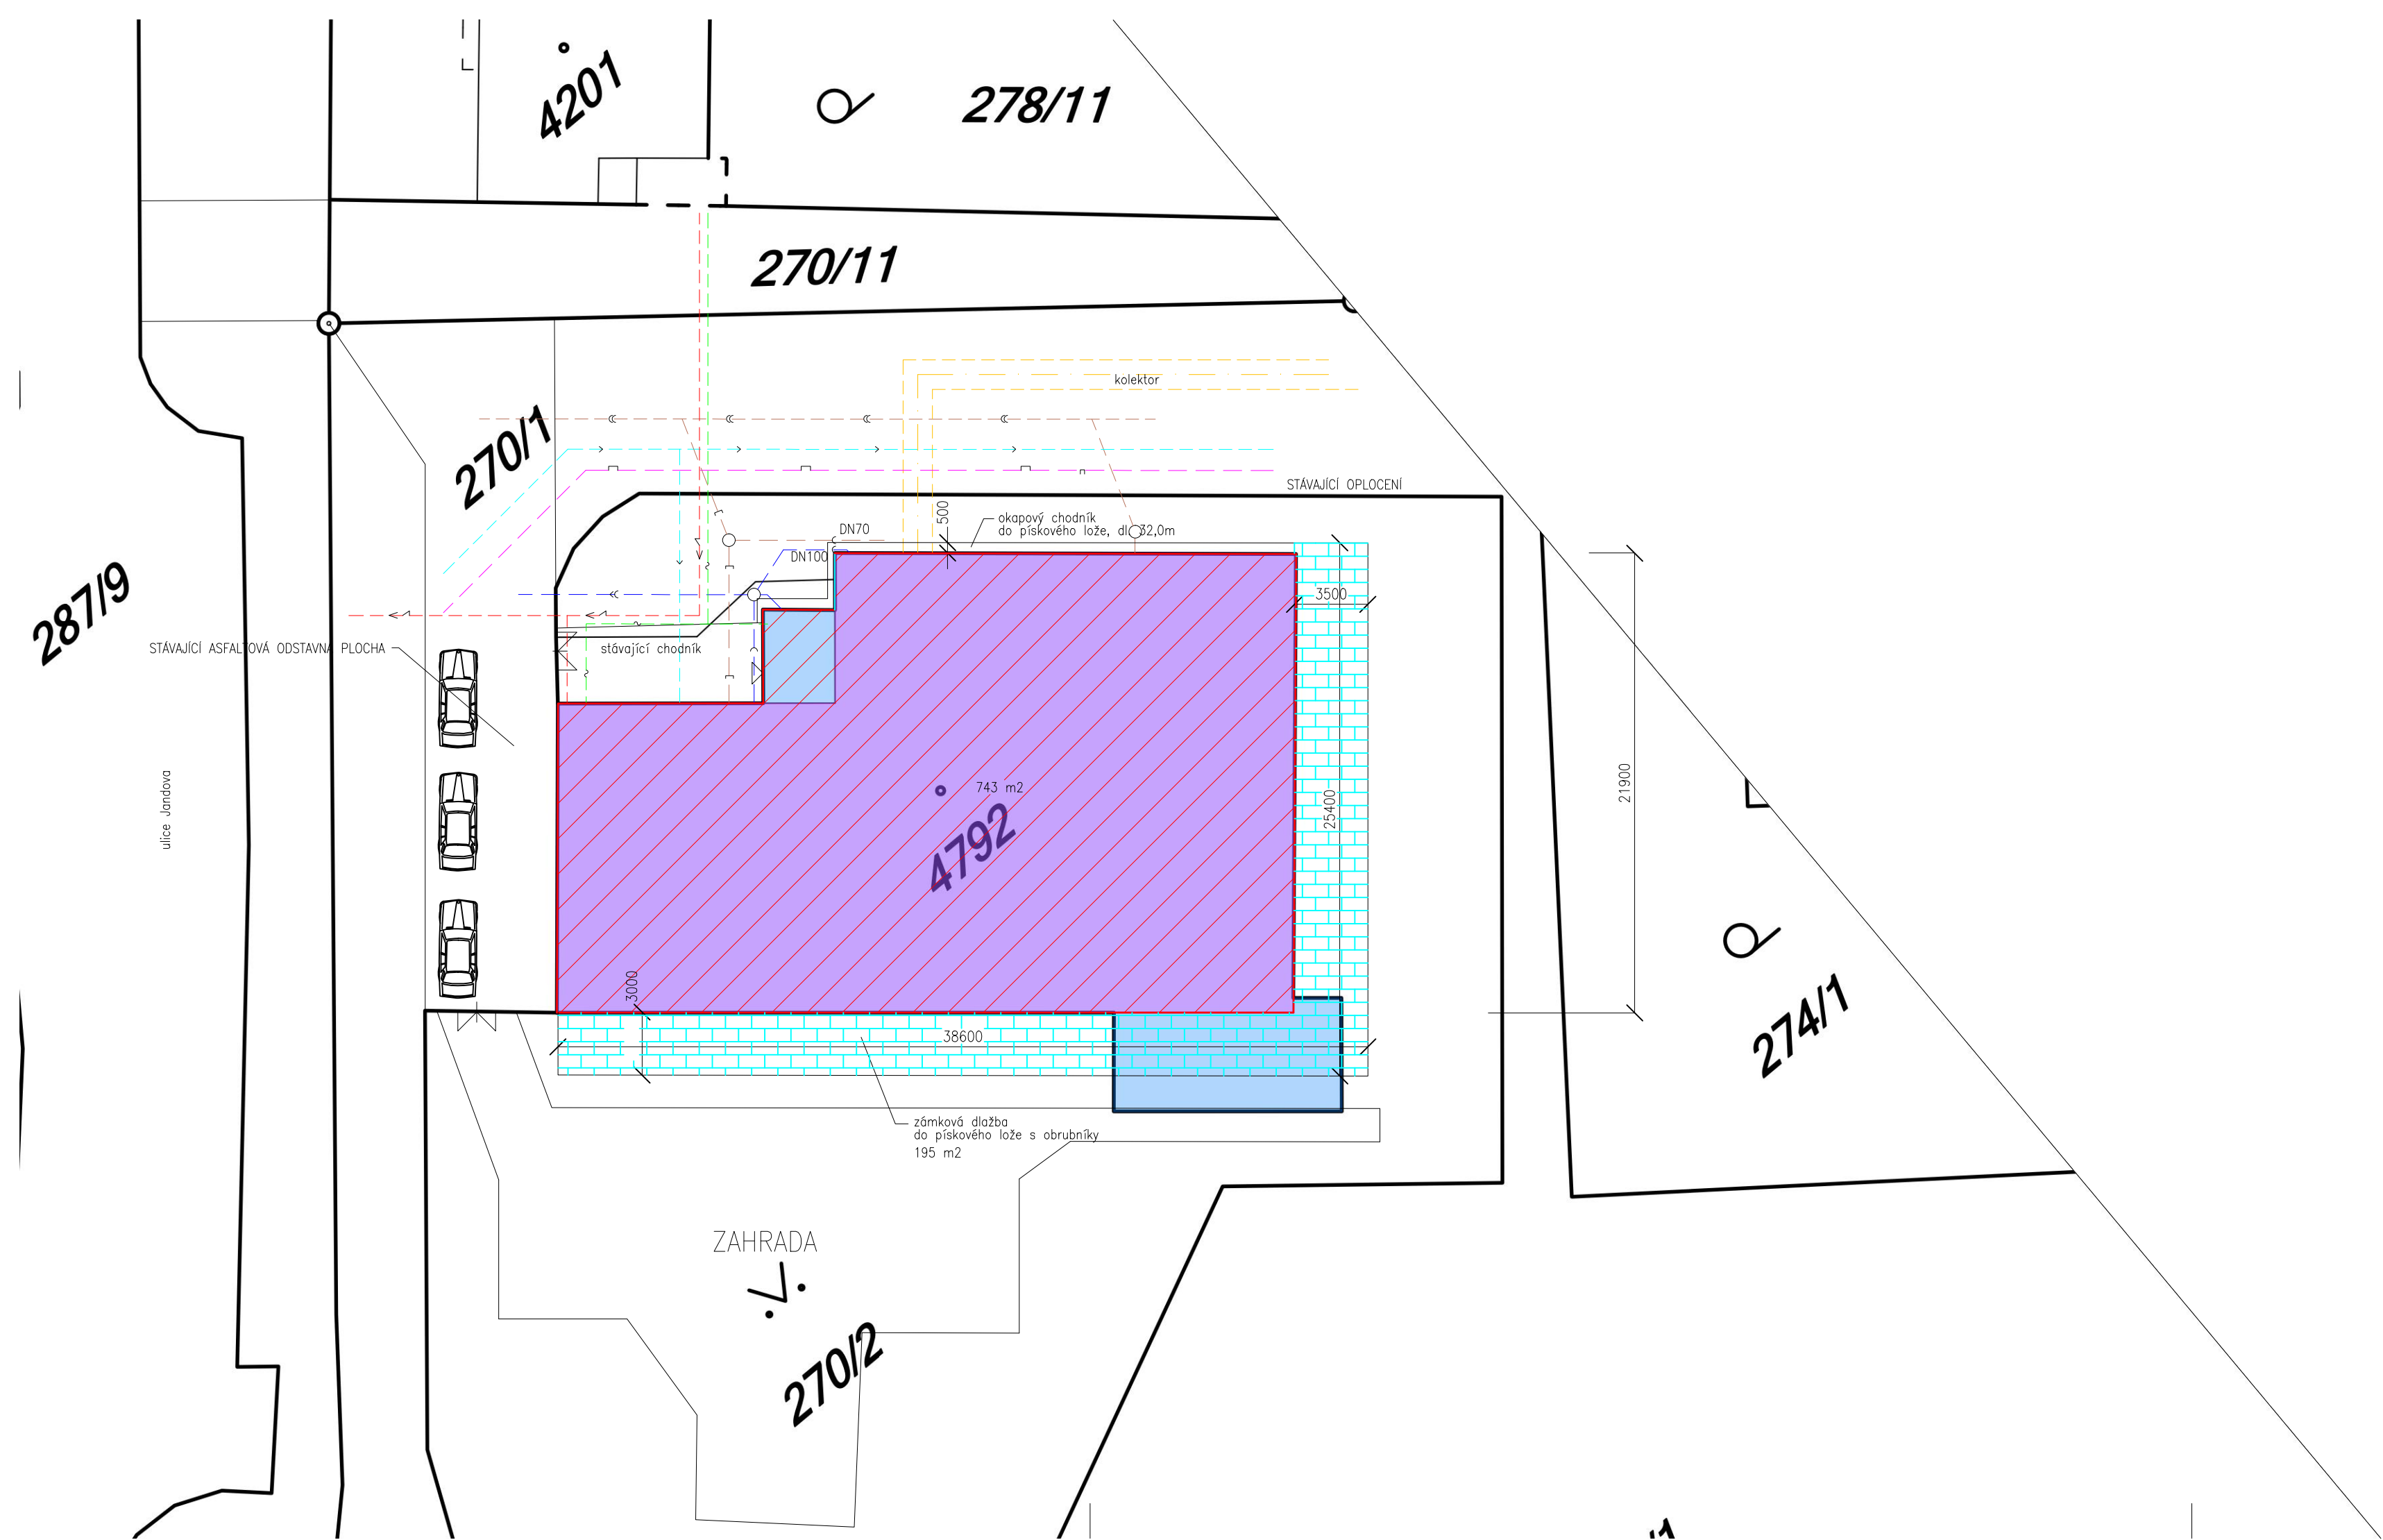 4201
278/11
270/11
kolektor
270/1
STÁVAJÍCÍ OPLOCENÍ
500
okapový chodník
do pískového lože, dl. 32,0m
DN70
DN100
3500
287/9
STÁVAJÍCÍ ASFALTOVÁ ODSTAVNÁ PLOCHA
stávající chodník
ulice Jandova
743 m2
4792
25400
21900
3000
38600
274/1
zámková dlažba
do pískového lože s obrubníky
195 m2
ZAHRADA
270/2
/1